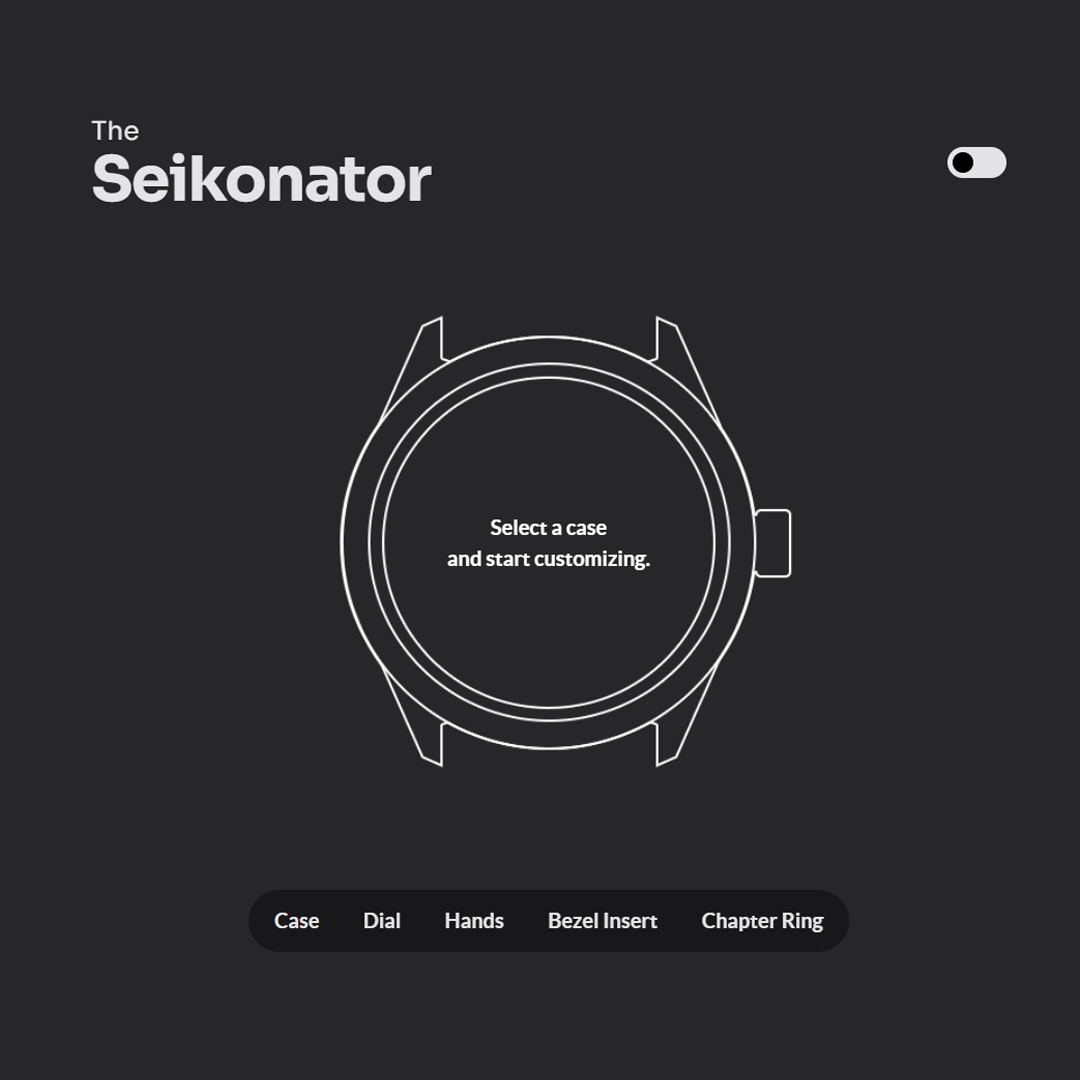 The
Seikonator
Select a case
and start customizing.
Case Dial Hands Bezel Insert Chapter Ring